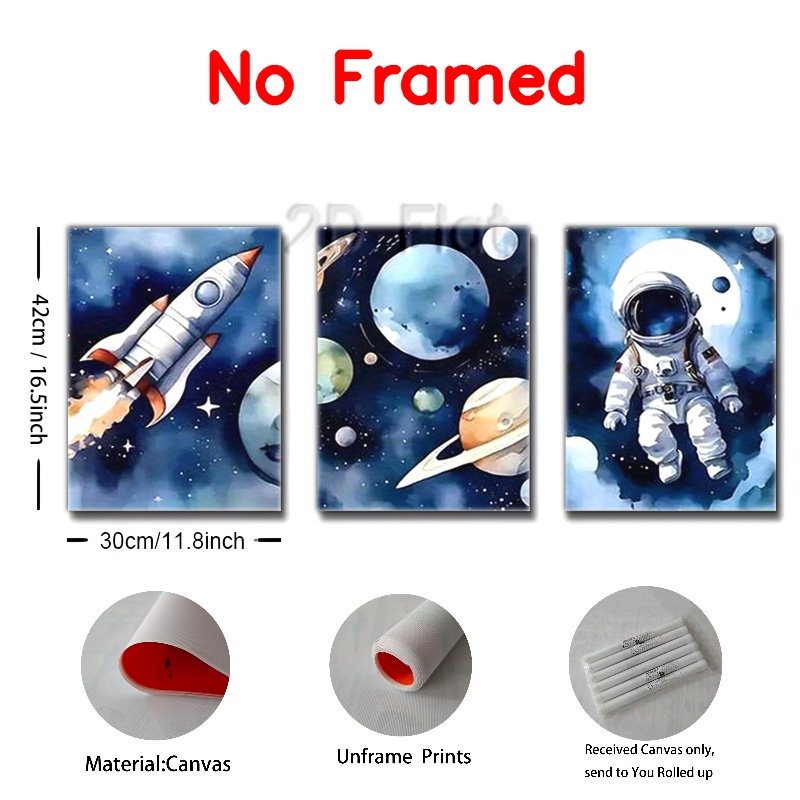 No Framed
2D Flat
42cm / 16.5inch
30cm/11.8inch
Material:Canvas
Unframe Prints
Received Canvas only,
send to You Rolled up